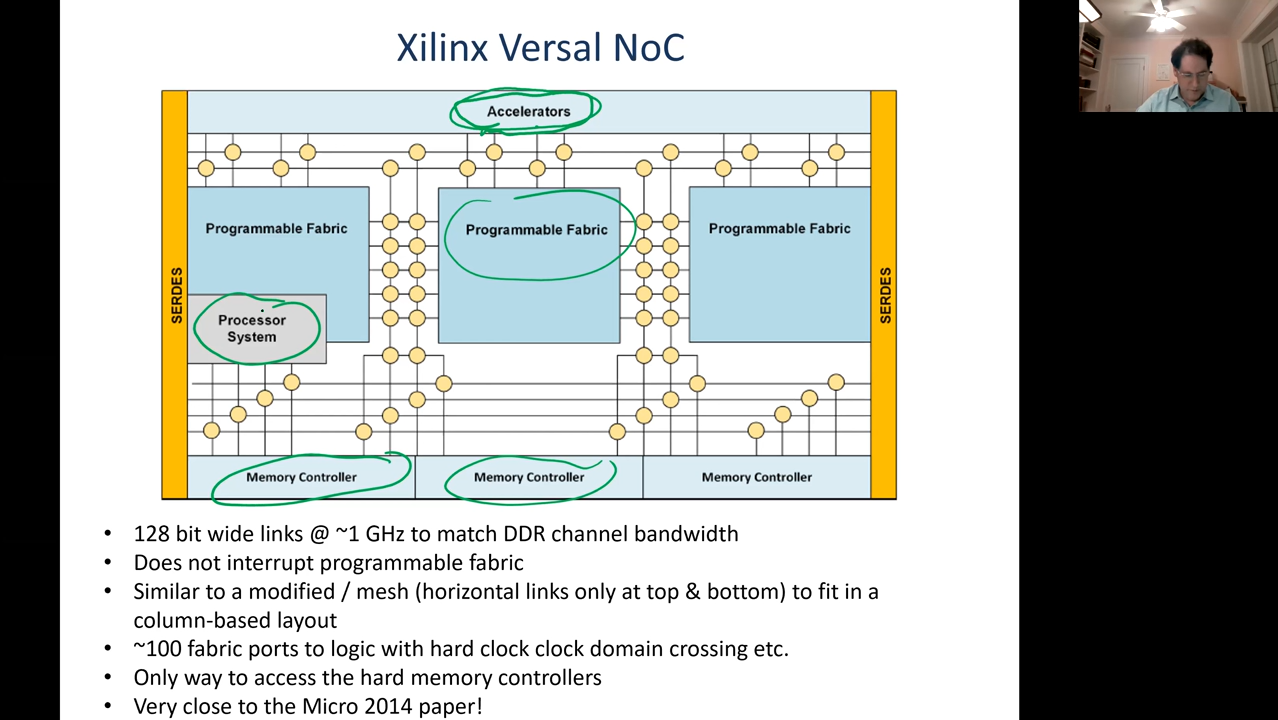 Xilinx Versal NoC
Accelerators
Programmable Fabric
Programmable Fabric
Programmable Fabric
SERDES
SERDES
Processor
System
Memory Controller
Memory Controller
Memory Controller
• 128 bit wide links @ ~1 GHz to match DDR channel bandwidth
• Does not interrupt programmable fabric
• Similar to a modified / mesh (horizontal links only at top & bottom) to fit in a
column-based layout
• ~100 fabric ports to logic with hard clock clock domain crossing etc.
• Only way to access the hard memory controllers
• Very close to the Micro 2014 paper!